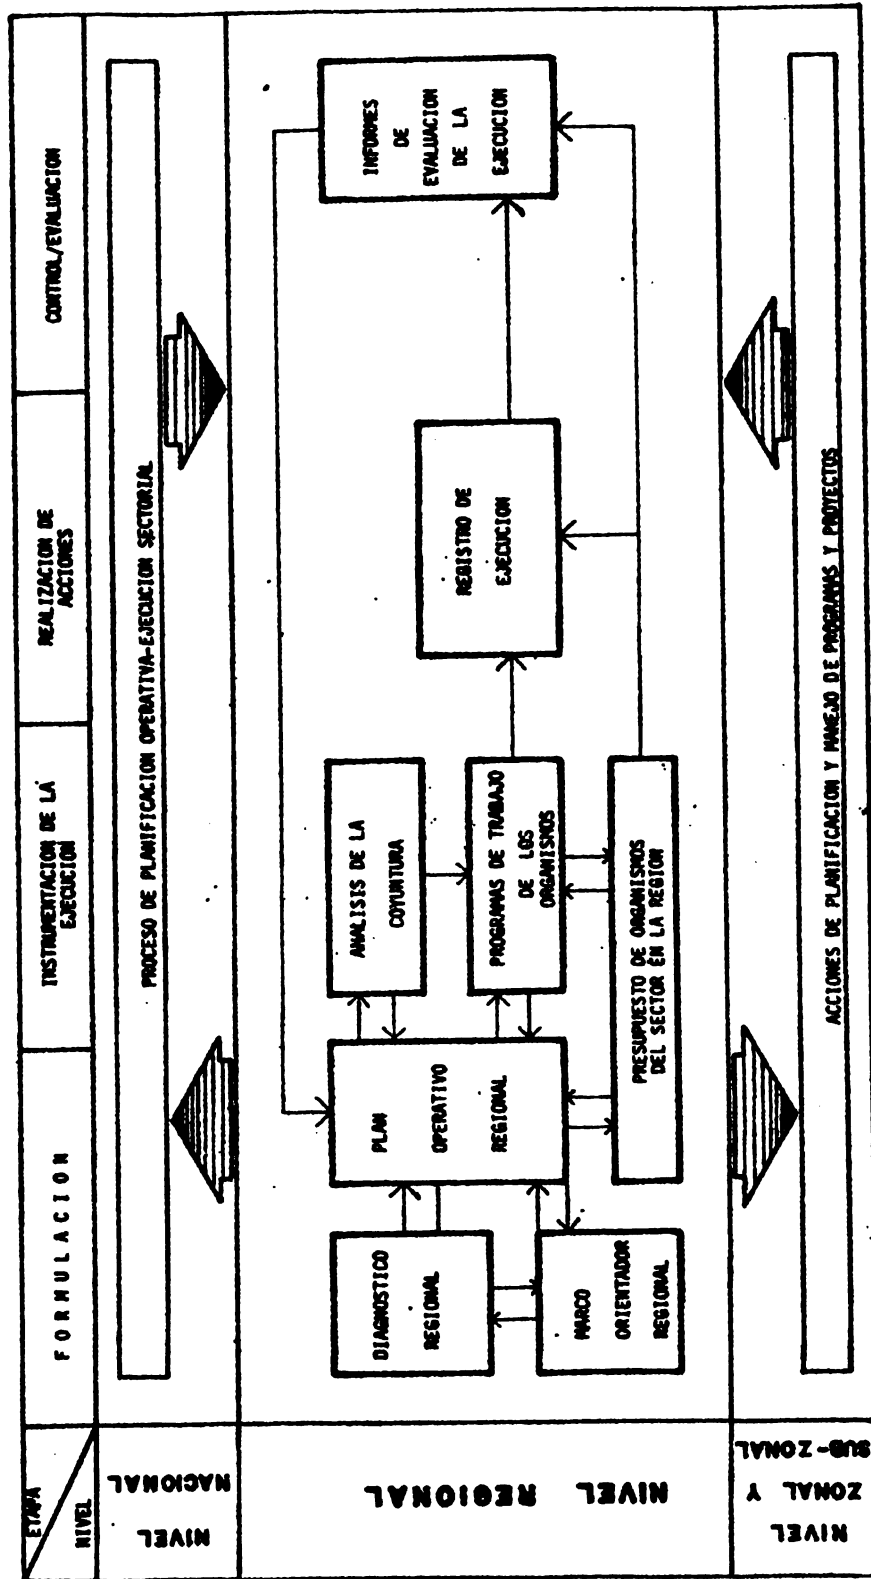 ETAPA
NIVEL
FORMULACION
INSTRUMENTACION DE LA
EJECUCION
REALIZACION DE
ACCIONES
CONTROL/EVALUACION
NIVEL
NACIONAL
PROCESO DE PLANIFICACION OPERATIVA-EJECUCION SECTORIAL
NIVEL REGIONAL
DIAGNOSTICO
REGIONAL
MARCO
ORIENTADOR
REGIONAL
PLAN
OPERATIVO
REGIONAL
ANALISIS DE LA
COYUNTURA
PROGRAMAS DE TRABAJO
DE LOS
ORGANISMOS
PRESUPUESTO DE ORGANISMOS
DEL SECTOR EN LA REGION
REGISTRO DE
EJECUCION
INFORMES
DE
EVALUACION
DE LA
EJECUCION
NIVEL
ZONAL Y
SUB-ZONAL
ACCIONES DE PLANIFICACION Y MANEJO DE PROGRAMAS Y PROYECTOS